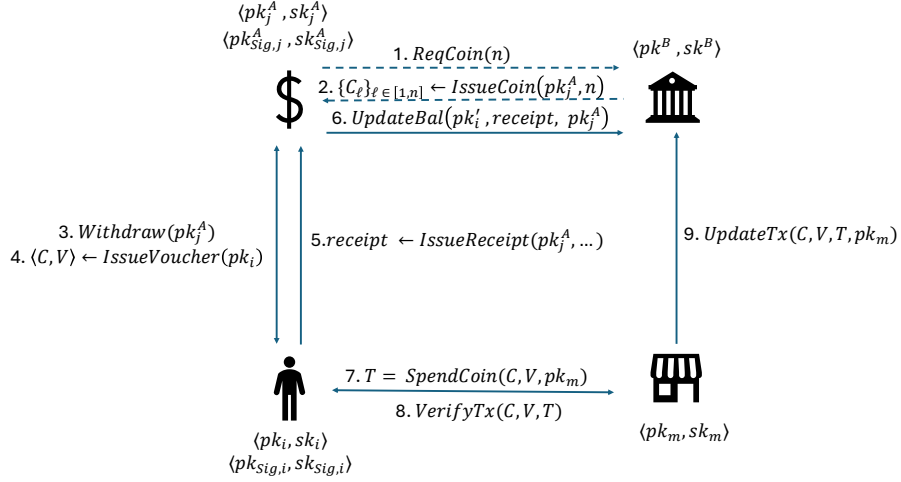 ⟨pk_j^A, sk_j^A⟩
⟨pk_{Sig,j}^A, sk_{Sig,j}^A⟩
⟨pk^B, sk^B⟩
1. ReqCoin(n)
2. {C_ℓ}_{ℓ∈[1,n]} ← IssueCoin(pk_j^A, n)
6. UpdateBal(pk_i′, receipt, pk_j^A)
$
3. Withdraw(pk_j^A)
4. ⟨C, V⟩ ← IssueVoucher(pk_i)
5. receipt ← IssueReceipt(pk_j^A, …)
9. UpdateTx(C, V, T, pk_m)
7. T = SpendCoin(C, V, pk_m)
8. VerifyTx(C, V, T)
⟨pk_i, sk_i⟩
⟨pk_{Sig,i}, sk_{Sig,i}⟩
⟨pk_m, sk_m⟩